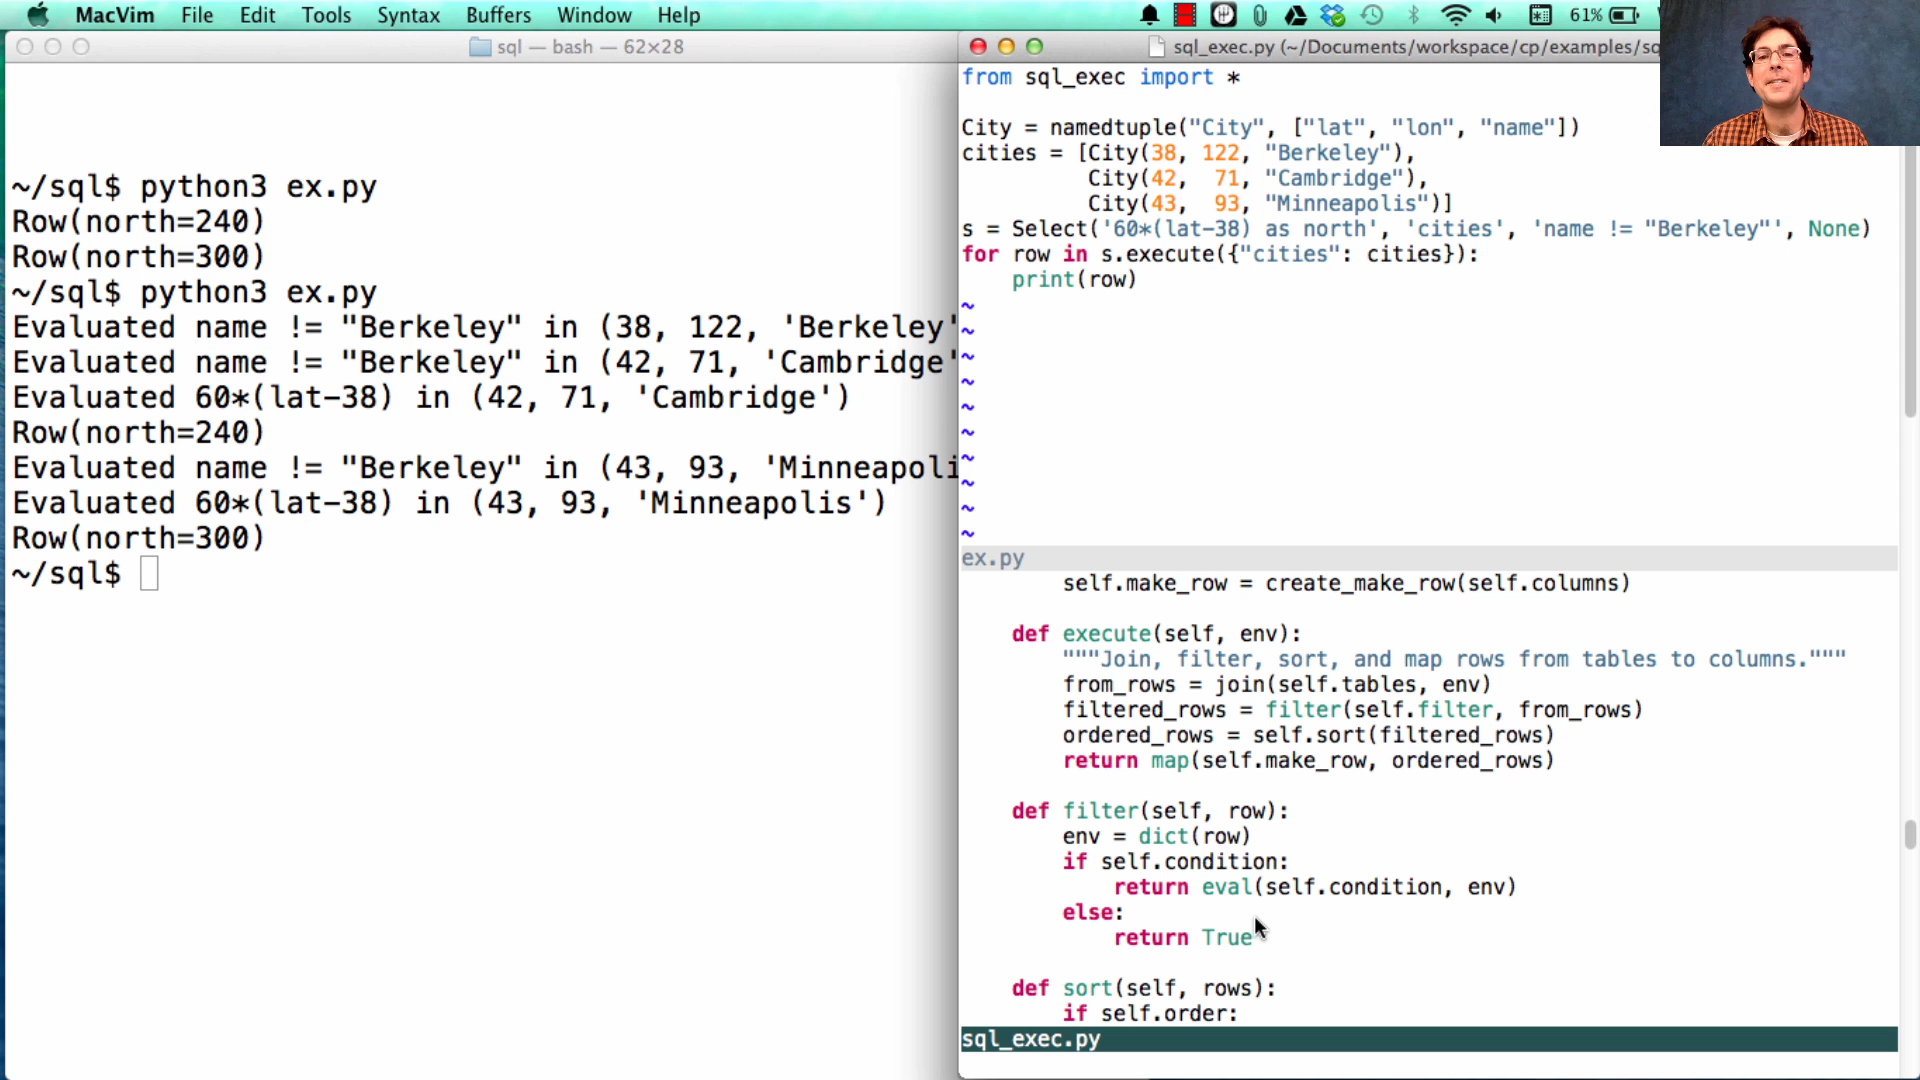 MacVim File Edit Tools Syntax Buffers Window Help 61%
sql — bash — 62×28
~/sql$ python3 ex.py
Row(north=240)
Row(north=300)
~/sql$ python3 ex.py
Evaluated name != "Berkeley" in (38, 122, 'Berkeley'
Evaluated name != "Berkeley" in (42, 71, 'Cambridge'
Evaluated 60*(lat-38) in (42, 71, 'Cambridge')
Row(north=240)
Evaluated name != "Berkeley" in (43, 93, 'Minneapoli
Evaluated 60*(lat-38) in (43, 93, 'Minneapolis')
Row(north=300)
~/sql$
sql_exec.py (~/Documents/workspace/cp/examples/sq
from sql_exec import *
City = namedtuple("City", ["lat", "lon", "name"])
cities = [City(38, 122, "Berkeley"),
City(42, 71, "Cambridge"),
City(43, 93, "Minneapolis")]
s = Select('60*(lat-38) as north', 'cities', 'name != "Berkeley"', None)
for row in s.execute({"cities": cities}):
print(row)
~
~
~
~
~
~
~
~
~
~
ex.py
self.make_row = create_make_row(self.columns)
def execute(self, env):
"""Join, filter, sort, and map rows from tables to columns."""
from_rows = join(self.tables, env)
filtered_rows = filter(self.filter, from_rows)
ordered_rows = self.sort(filtered_rows)
return map(self.make_row, ordered_rows)
def filter(self, row):
env = dict(row)
if self.condition:
return eval(self.condition, env)
else:
return True
def sort(self, rows):
if self.order:
sql_exec.py